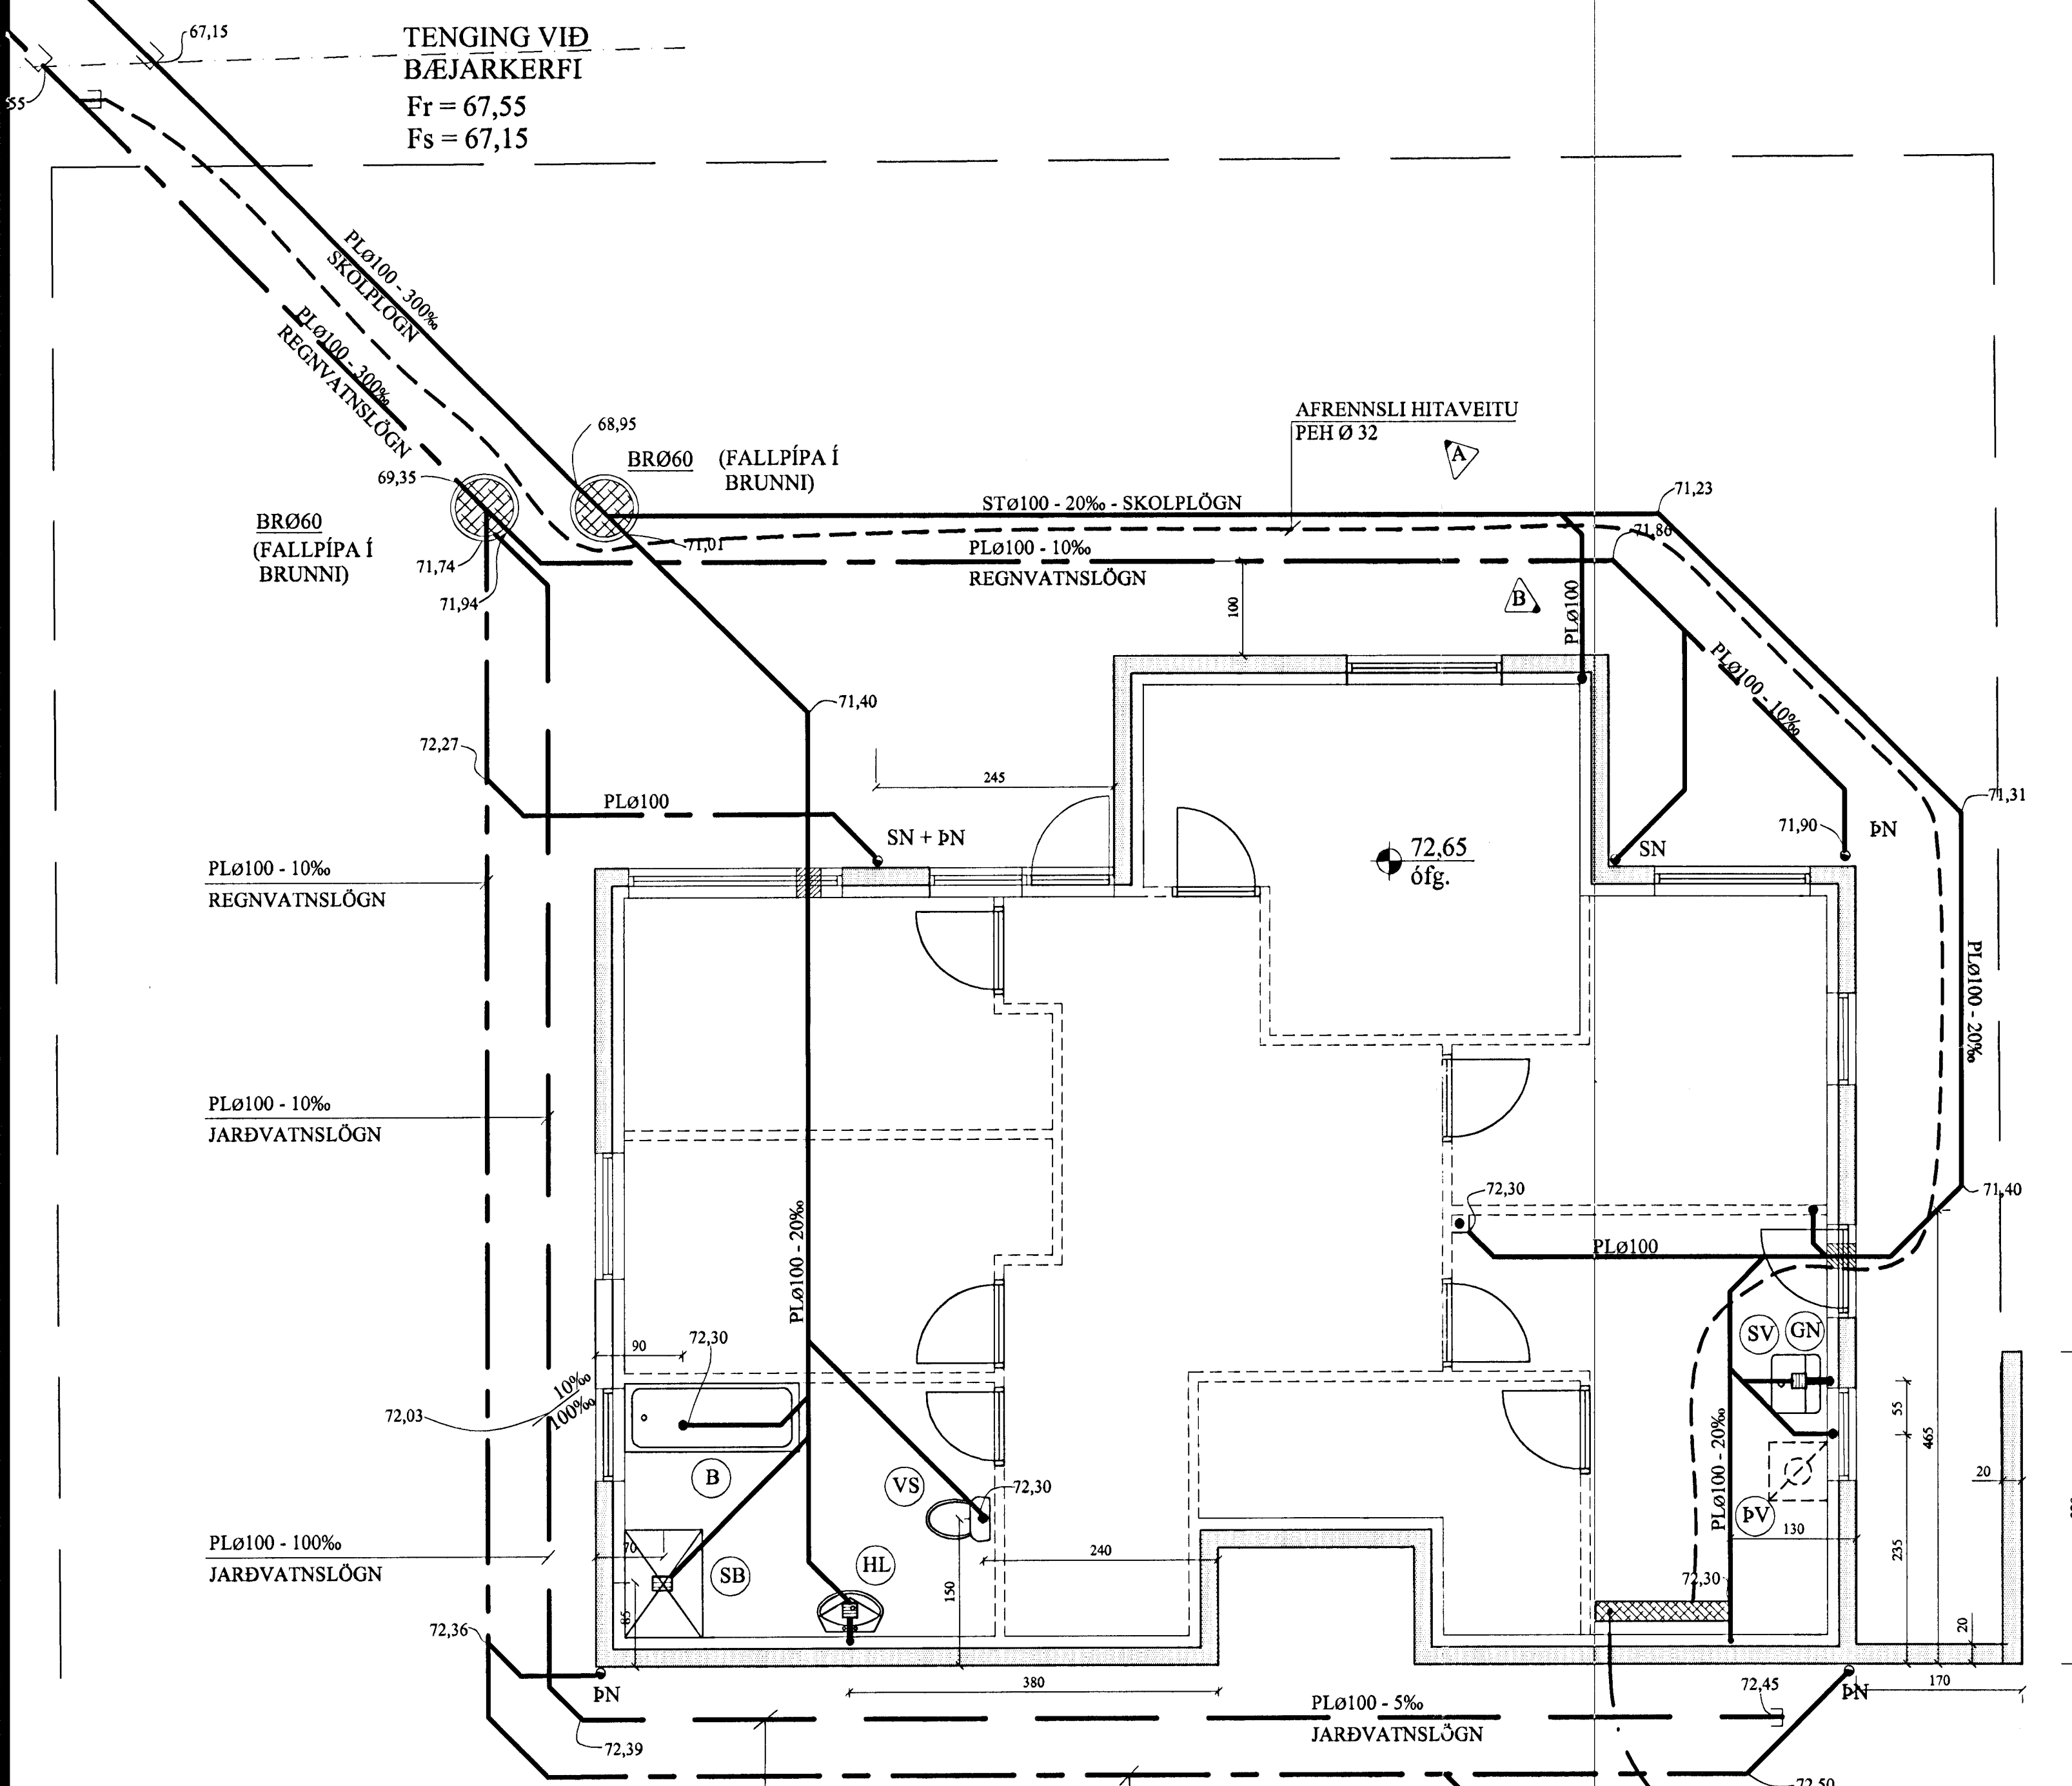 67,15
TENGING VIÐ
BÆJARKERFI
Fr = 67,55
Fs = 67,15
55
PLØ100 - 300‰
SKOLPLÖGN
PLØ100 - 300‰
REGNVATNSLÖGN
68,95
BRØ60 (FALLPÍPA Í
BRUNNI)
69,35
BRØ60
(FALLPÍPA Í
BRUNNI)
71,74
71,94
71,01
AFRENNSLI HITAVEITU
PEH Ø 32
A
STØ100 - 20‰ - SKOLPLÖGN
71,23
71,86
PLØ100 - 10‰
REGNVATNSLÖGN
100
B
PLØ100
PLØ100 - 10‰
71,40
72,27
245
PLØ100
SN + ÞN
71,31
71,90
ÞN
SN
72,65
ófg.
PLØ100 - 10‰
REGNVATNSLÖGN
PLØ100 - 20‰
PLØ100 - 10‰
JARÐVATNSLÖGN
72,30
71,40
PLØ100
PLØ100 - 20‰
90
72,30
SV
GN
10‰
100‰
72,03
55
465
20
B
VS
72,30
PLØ100 - 20‰
ÞV
130
PLØ100 - 100‰
JARÐVATNSLÖGN
70
SB
HL
240
150
235
85
72,30
20
72,36
ÞN
380
PLØ100 - 5‰
JARÐVATNSLÖGN
72,45
ÞN
170
72,39
72,50